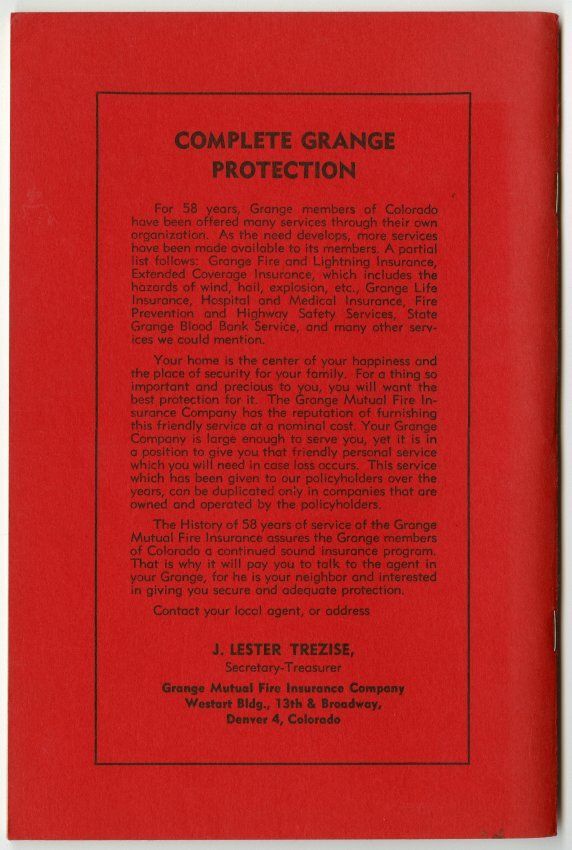 COMPLETE GRANGE
PROTECTION
For 58 years, Grange members of Colorado
have been offered many services through their own
organization. As the need develops, more services
have been made available to its members. A partial
list follows: Grange Fire and Lightning Insurance,
Extended Coverage Insurance, which includes the
hazards of wind, hail, explosion, etc., Grange Life
Insurance, Hospital and Medical Insurance, Fire
Prevention and Highway Safety Services, State
Grange Blood Bank Service, and many other serv-
ices we could mention.
Your home is the center of your happiness and
the place of security for your family. For a thing so
important and precious to you, you will want the
best protection for it. The Grange Mutual Fire In-
surance Company has the reputation of furnishing
this friendly service at a nominal cost. Your Grange
Company is large enough to serve you, yet it is in
a position to give you that friendly personal service
which you will need in case loss occurs. This service
which has been given to our policyholders over the
years, can be duplicated only in companies that are
owned and operated by the policyholders.
The History of 58 years of service of the Grange
Mutual Fire Insurance assures the Grange members
of Colorado a continued sound insurance program.
That is why it will pay you to talk to the agent in
your Grange, for he is your neighbor and interested
in giving you secure and adequate protection.
Contact your local agent, or address
J. LESTER TREZISE,
Secretary-Treasurer
Grange Mutual Fire Insurance Company
Westart Bldg., 13th & Broadway,
Denver 4, Colorado